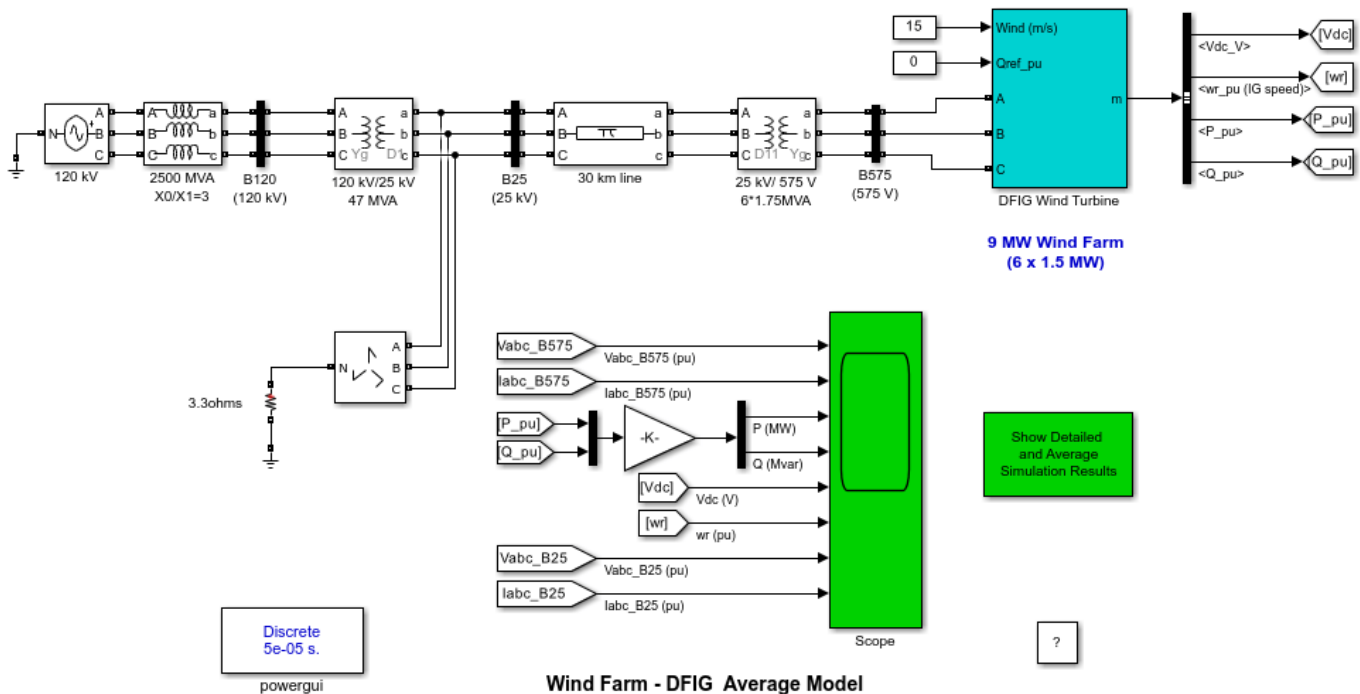 15
Wind (m/s)
0
Qref_pu
A
B
C
m
DFIG Wind Turbine
<Vdc_V>
[Vdc]
<wr_pu (IG speed)>
[wr]
<P_pu>
[P_pu]
<Q_pu>
[Q_pu]
N
A
B
C
120 kV
A a
B b
C c
2500 MVA
X0/X1=3
B120
(120 kV)
A a
B b
C c
Yg D1
120 kV/25 kV
47 MVA
B25
(25 kV)
A a
B b
C c
30 km line
A a
B b
C c
D11 Yg
25 kV/ 575 V
6*1.75MVA
B575
(575 V)
9 MW Wind Farm
(6 x 1.5 MW)
N
A
B
C
3.3ohms
Vabc_B575
Vabc_B575 (pu)
Iabc_B575
Iabc_B575 (pu)
[P_pu]
[Q_pu]
-K-
P (MW)
Q (Mvar)
[Vdc]
Vdc (V)
[wr]
wr (pu)
Vabc_B25
Vabc_B25 (pu)
Iabc_B25
Iabc_B25 (pu)
Scope
Show Detailed
and Average
Simulation Results
Discrete
5e-05 s.
powergui
?
Wind Farm - DFIG Average Model